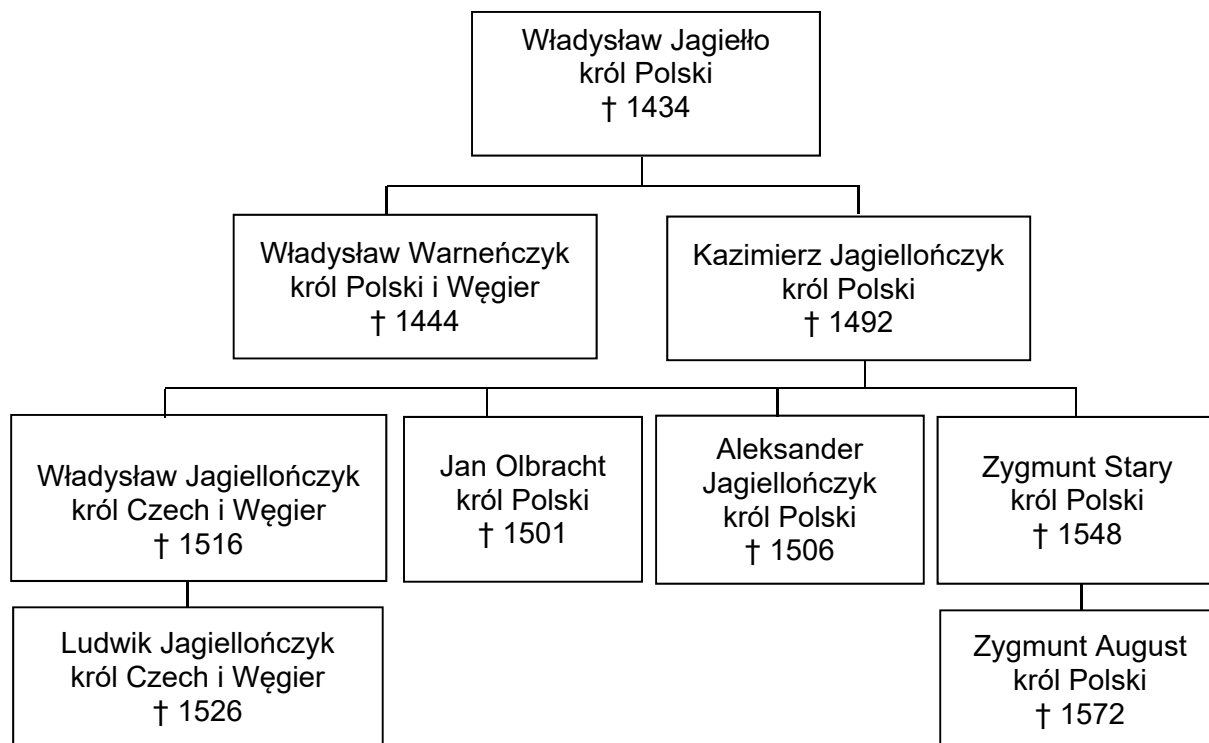 Władysław Jagiełło
król Polski
† 1434
Władysław Warneńczyk
król Polski i Węgier
† 1444
Kazimierz Jagiellończyk
król Polski
† 1492
Władysław Jagiellończyk
król Czech i Węgier
† 1516
Jan Olbracht
król Polski
† 1501
Aleksander
Jagiellończyk
król Polski
† 1506
Zygmunt Stary
król Polski
† 1548
Ludwik Jagiellończyk
król Czech i Węgier
† 1526
Zygmunt August
król Polski
† 1572